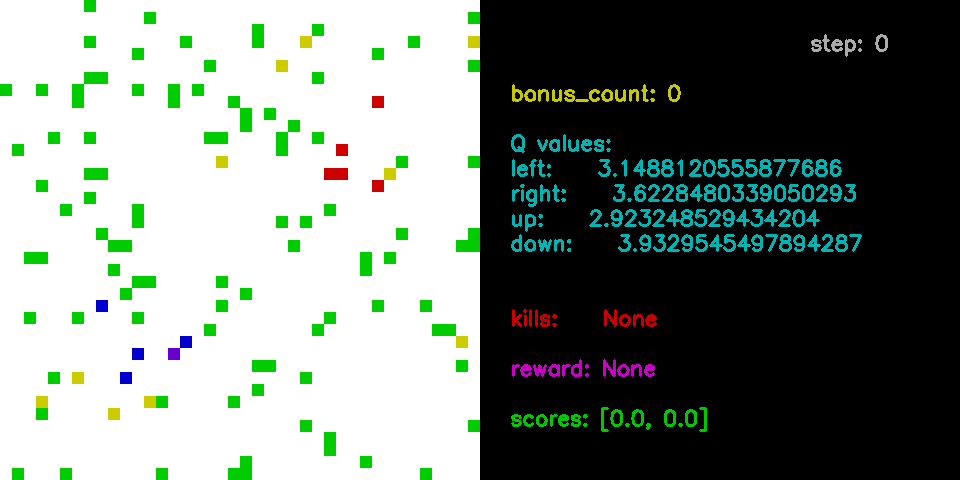 step: 0
bonus_count: 0
Q values:
left: 3.1488120555877686
right: 3.6228480339050293
up: 2.923248529434204
down: 3.9329545497894287
kills: None
reward: None
scores: [0.0, 0.0]